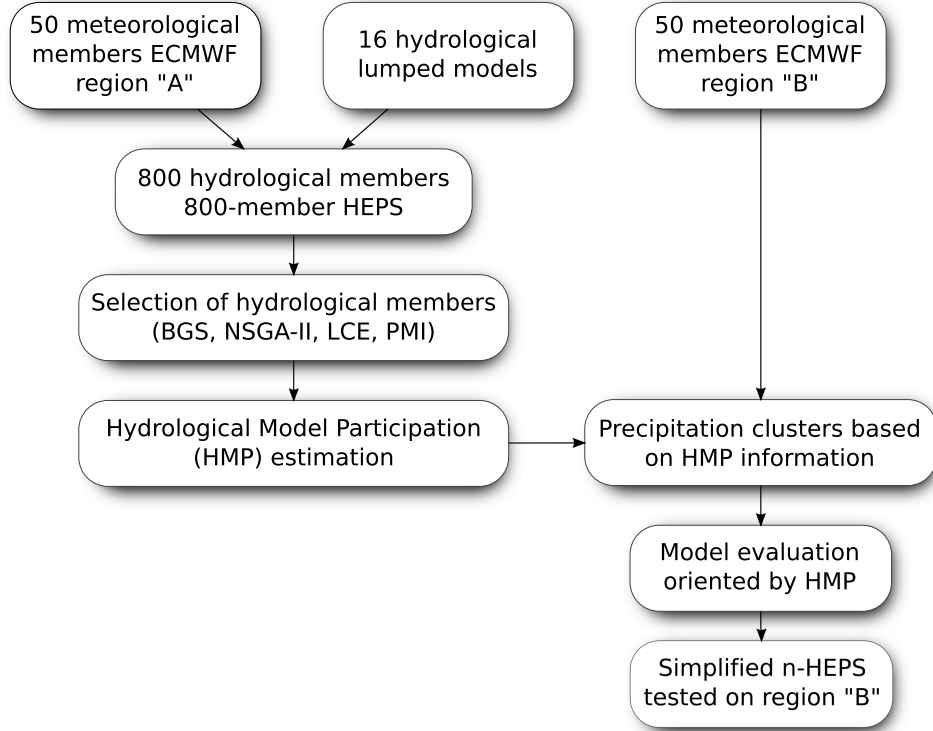 50 meteorological
members ECMWF
region "A"
16 hydrological
lumped models
50 meteorological
members ECMWF
region "B"
800 hydrological members
800-member HEPS
Selection of hydrological members
(BGS, NSGA-II, LCE, PMI)
Hydrological Model Participation
(HMP) estimation
Precipitation clusters based
on HMP information
Model evaluation
oriented by HMP
Simplified n-HEPS
tested on region "B"